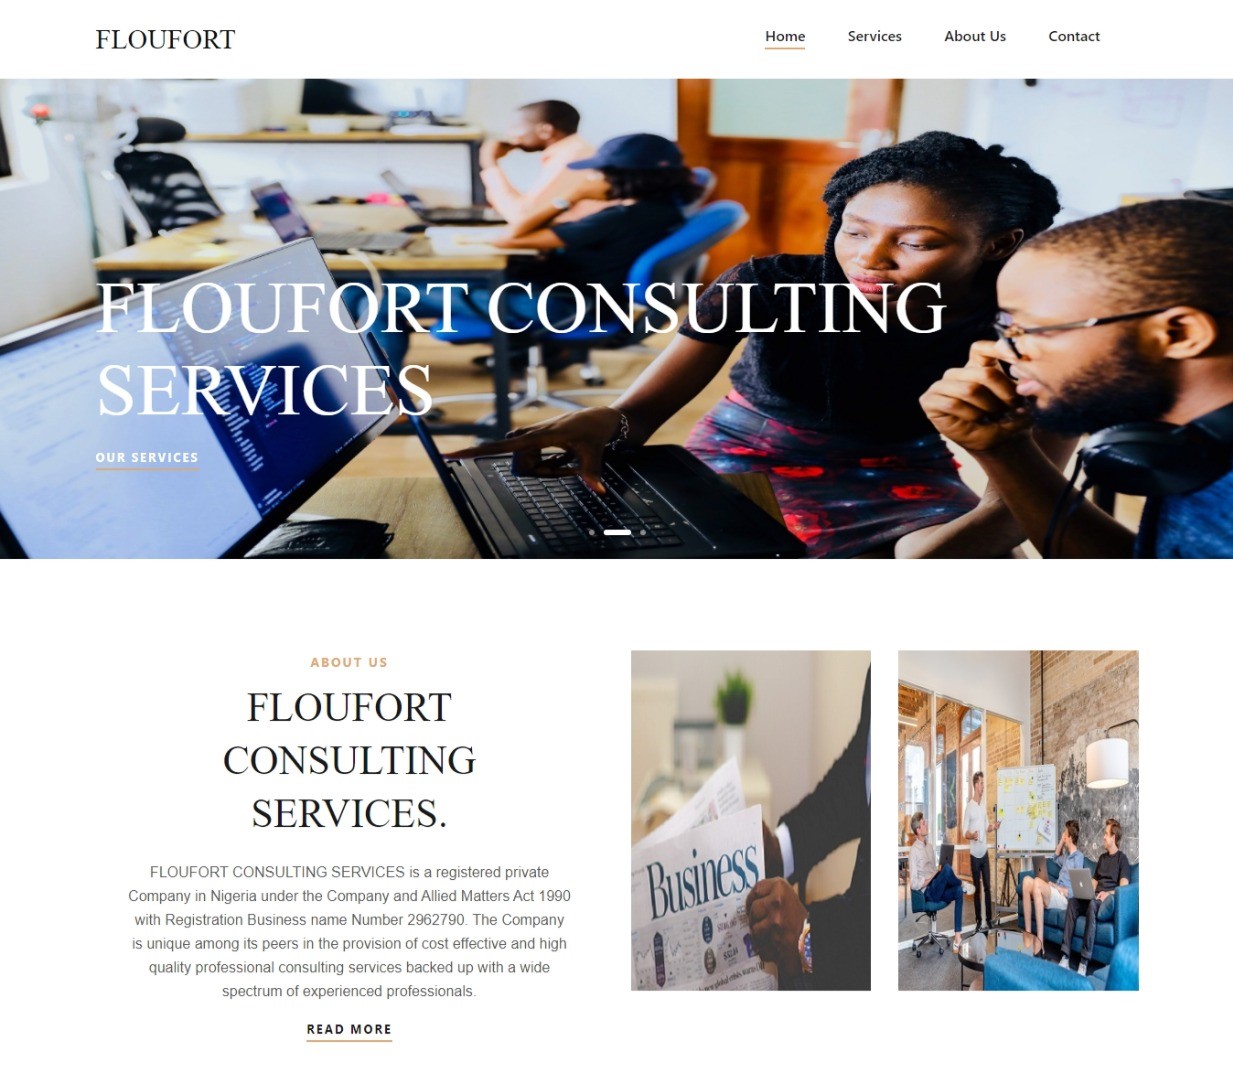 FLOUFORT
Home Services About Us Contact
FLOUFORT CONSULTING
SERVICES
OUR SERVICES
ABOUT US
FLOUFORT
CONSULTING
SERVICES.
FLOUFORT CONSULTING SERVICES is a registered private
Company in Nigeria under the Company and Allied Matters Act 1990
with Registration Business name Number 2962790. The Company
is unique among its peers in the provision of cost effective and high
quality professional consulting services backed up with a wide
spectrum of experienced professionals.
READ MORE
Business